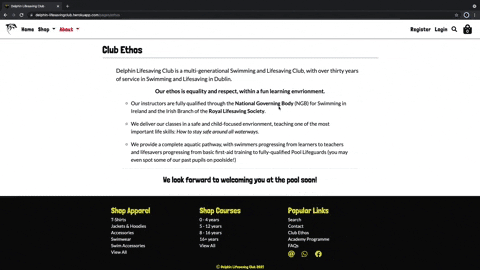 Delphin Lifesaving Club
delphin-lifesavingclub.herokuapp.com/pages/ethos
Home Shop About Register Login 0
Club Ethos
Delphin Lifesaving Club is a multi-generational Swimming and Lifesaving Club, with over thirty years
of service in Swimming and Lifesaving in Dublin.
Our ethos is equality and respect, within a fun learning envrionment.
Our instructors are fully qualified through the National Governing Body (NGB) for Swimming in
Ireland and the Irish Branch of the Royal Lifesaving Society.
We deliver our classes in a safe and child-focused envrionment, teaching one of the most
important life skills: How to stay safe around all waterways.
We provide a complete aquatic pathway, with swimmers progressing from learners to teachers
and lifesavers progressing from basic first-aid training to fully-qualified Pool Lifeguards (you may
even spot some of our past pupils on poolside!)
We look forward to welcoming you at the pool soon!
Shop Apparel
T-Shirts
Jackets & Hoodies
Accessories
Swimwear
Swim Accessories
View All
Shop Courses
0 - 4 years
5 - 12 years
8 - 16 years
16+ years
View All
Popular Links
Search
Contact
Club Ethos
Academy Programme
FAQs
© Delphin Lifesaving Club 2021